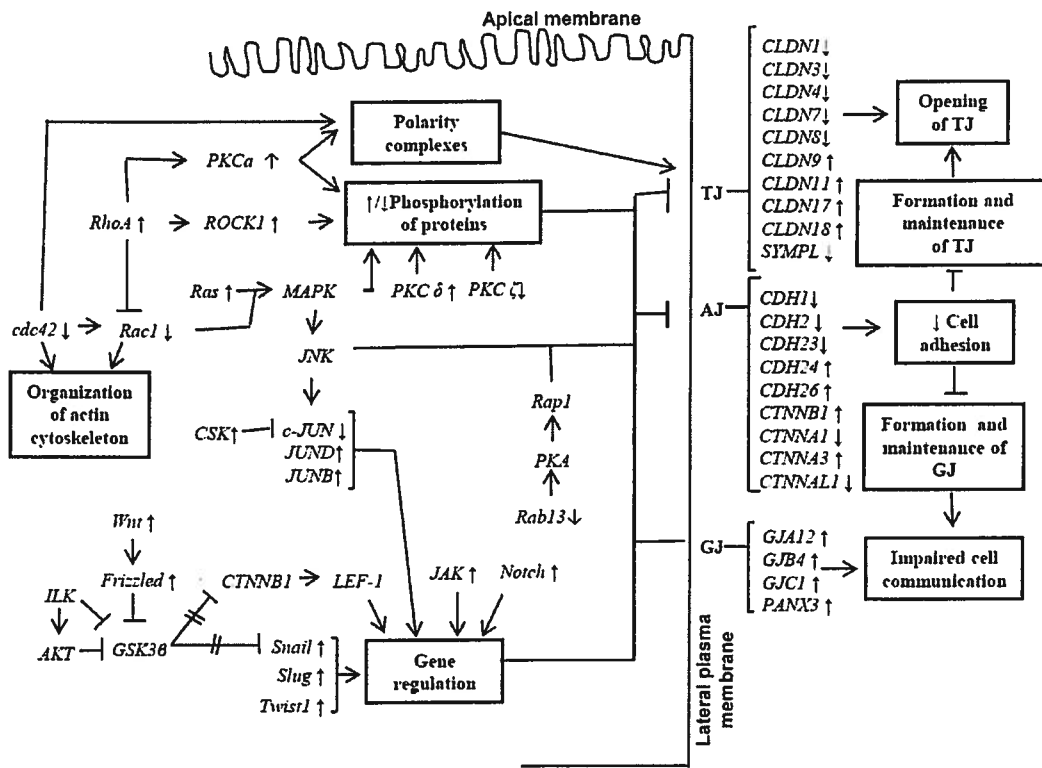 Apical membrane
Polarity
complexes
PKCa ↑
↑/↓Phosphorylation
of proteins
RhoA ↑
ROCK1 ↑
Ras ↑
MAPK
PKC δ ↑
PKC ζ↓
cdc42 ↓
Rac1 ↓
JNK
Organization
of actin
cytoskeleton
CSK↑
c-JUN ↓
JUND↑
JUNB↑
Rap1
PKA
Rab13↓
Wnt ↑
Frizzled ↑
CTNNB1
LEF-1
JAK ↑
Notch ↑
ILK
AKT
GSK3β
Snail ↑
Slug ↑
Twist1 ↑
Gene
regulation
Lateral plasma
membrane
TJ
CLDN1↓
CLDN3↓
CLDN4↓
CLDN7↓
CLDN8↓
CLDN9 ↑
CLDN11 ↑
CLDN17 ↑
CLDN18 ↑
SYMPL ↓
Opening
of TJ
Formation and
maintenance
of TJ
AJ
CDH1↓
CDH2 ↓
CDH23↓
CDH24 ↑
CDH26 ↑
CTNNB1 ↑
CTNNA1 ↓
CTNNA3 ↑
CTNNAL1 ↓
↓ Cell
adhesion
Formation and
maintenance of
GJ
GJ
GJA12 ↑
GJB4 ↑
GJC1 ↑
PANX3 ↑
Impaired cell
communication